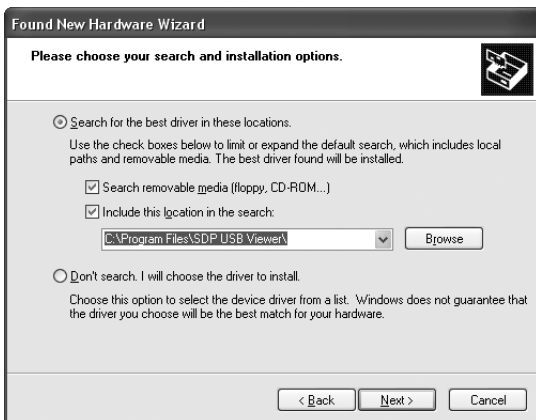 Found New Hardware Wizard
Please choose your search and installation options.
Search for the best driver in these locations.
Use the check boxes below to limit or expand the default search, which includes local
paths and removable media. The best driver found will be installed.
Search removable media (floppy, CD-ROM...)
Include this location in the search:
C:\Program Files\SDP USB Viewer\
Browse
Don't search. I will choose the driver to install.
Choose this option to select the device driver from a list. Windows does not guarantee that
the driver you choose will be the best match for your hardware.
< Back
Next >
Cancel